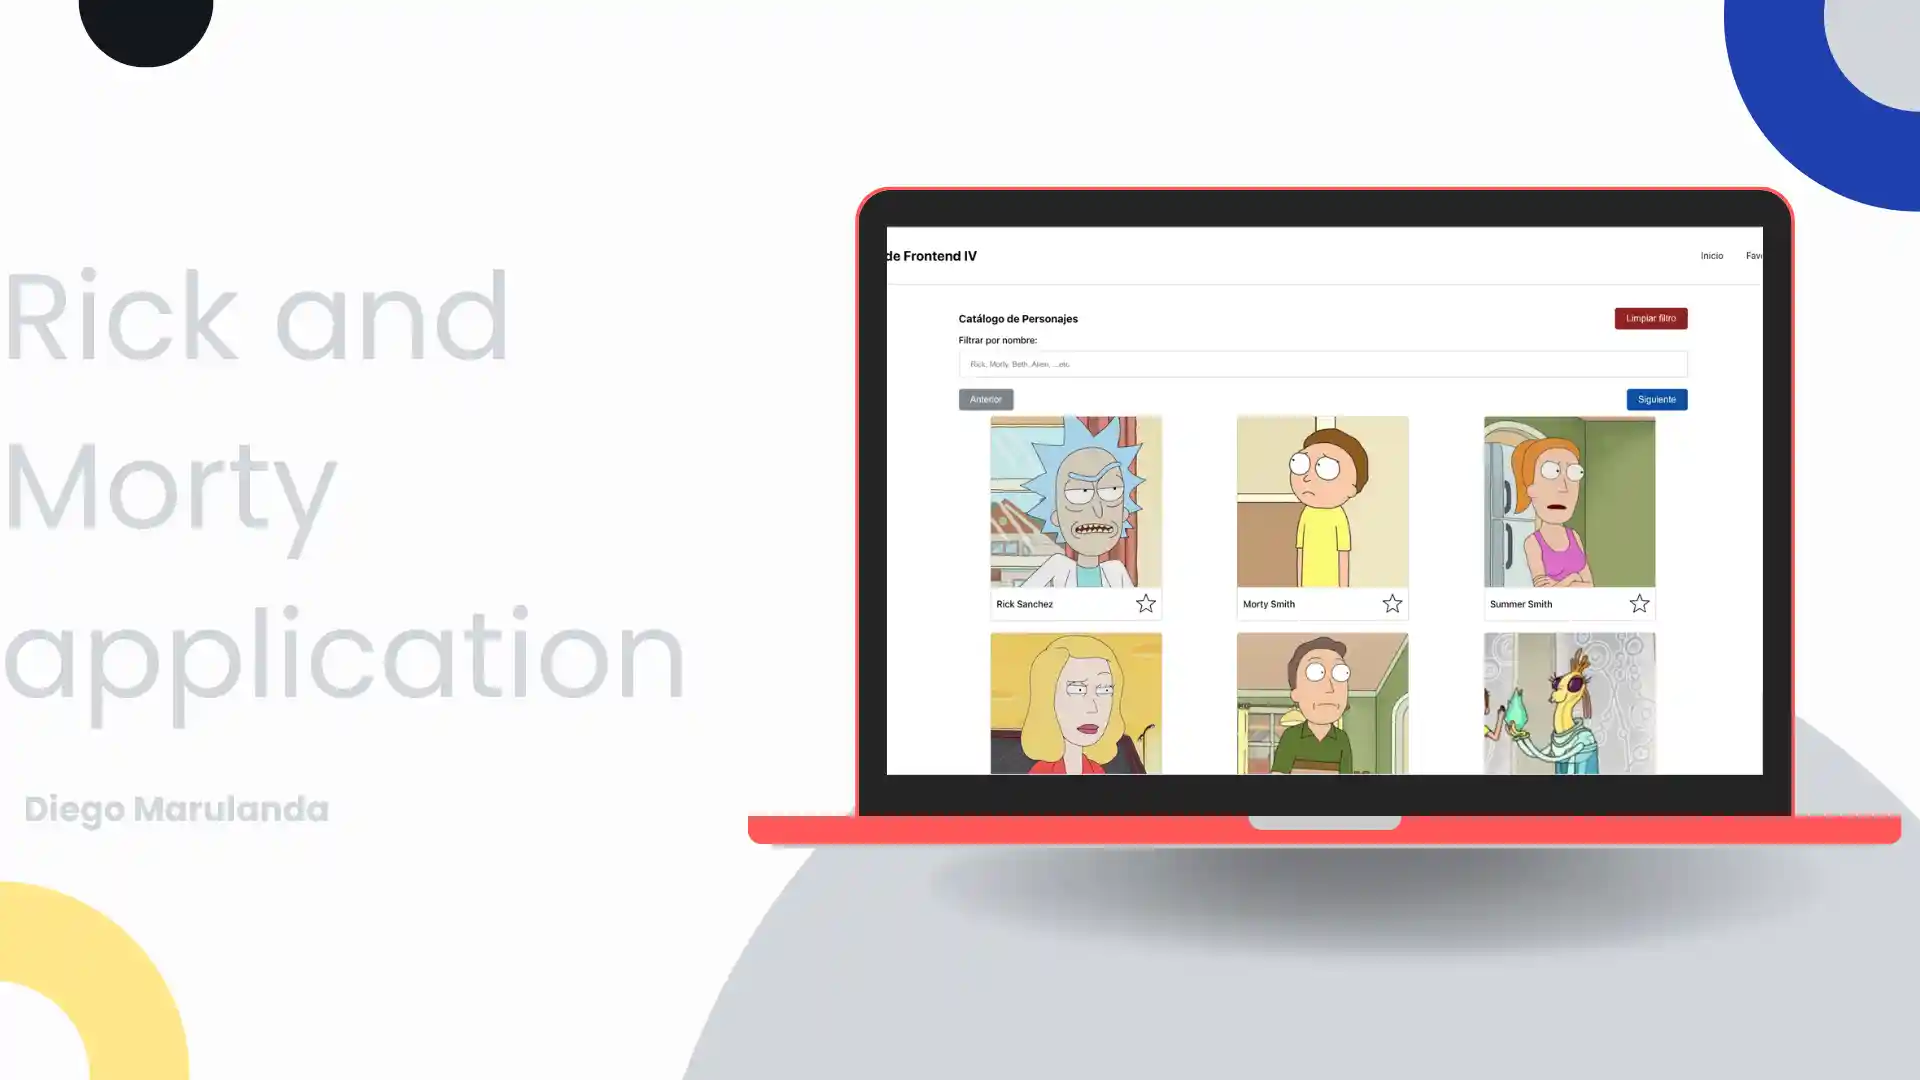 Rick and
Morty
application
Diego Marulanda
de Frontend IV
Inicio
Catálogo de Personajes
Limpiar filtro
Filtrar por nombre:
Rick, Morty, Beth, Alien, ...etc
Anterior
Siguiente
Rick Sanchez
Morty Smith
Summer Smith